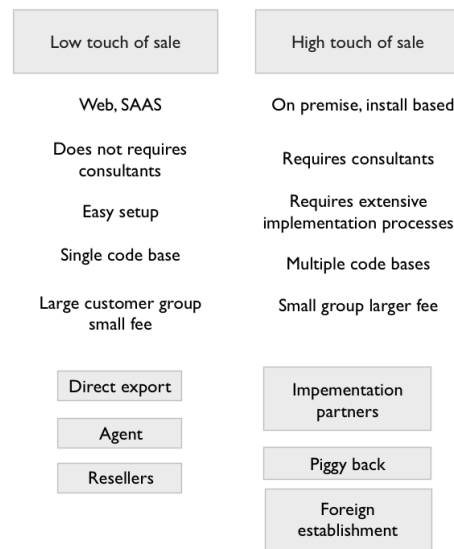 Low touch of sale
Web, SAAS
Does not requires
consultants
Easy setup
Single code base
Large customer group
small fee
Direct export
Agent
Resellers
High touch of sale
On premise, install based
Requires consultants
Requires extensive
implementation processes
Multiple code bases
Small group larger fee
Impementation
partners
Piggy back
Foreign
establishment